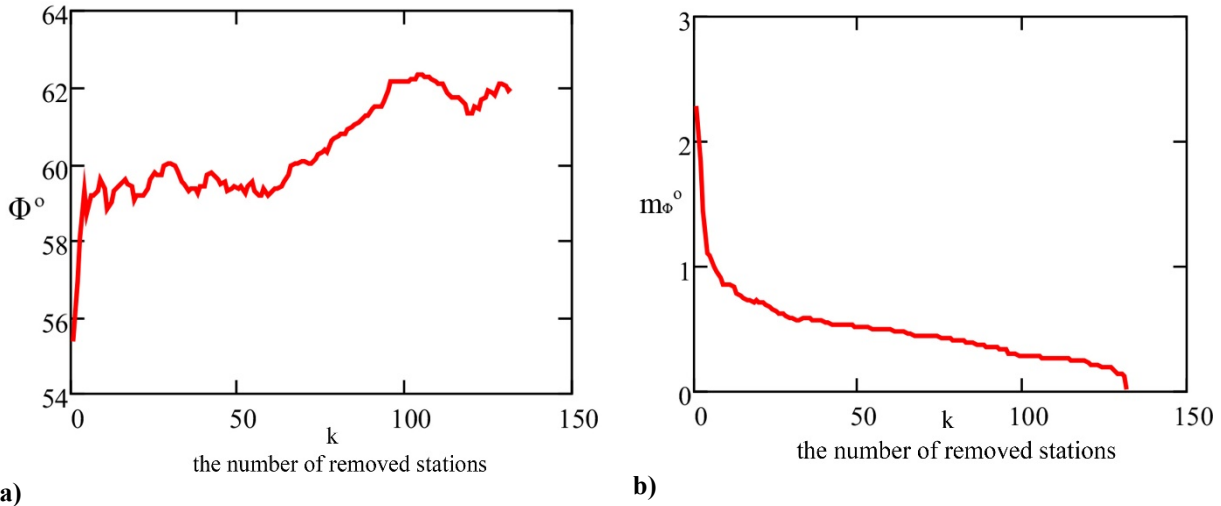 64
62
60
Φ°
58
56
54
0 50 100 150
k
the number of removed stations
a)
3
2
mΦ°
1
0
0 50 100 150
k
the number of removed stations
b)